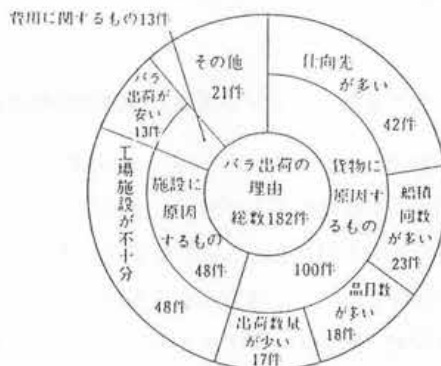 費用に関するもの13件
その他
21件
仕向先
が多い
42件
バラ
出荷が
安い
13件
バラ出荷の
理由
総数182件
貨物に
原因す
るもの
100件
施設に
原因
するもの
48件
船積
回数
が多い
23件
品目数
が多い
18件
出荷数量
が少い
17件
工場施設が不十分
48件